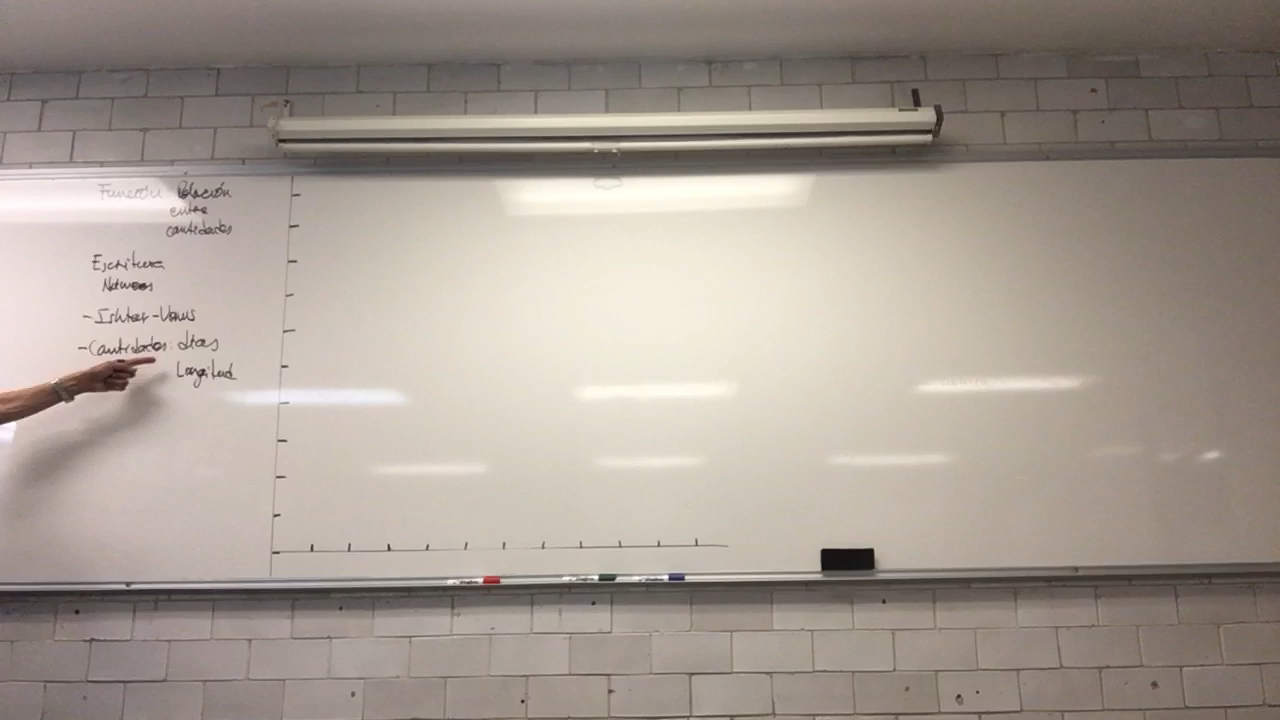 Función Relación
entre
cantidades
Escritura
Números
- Ishtar - Venus
- Cantidades: días
Longitud